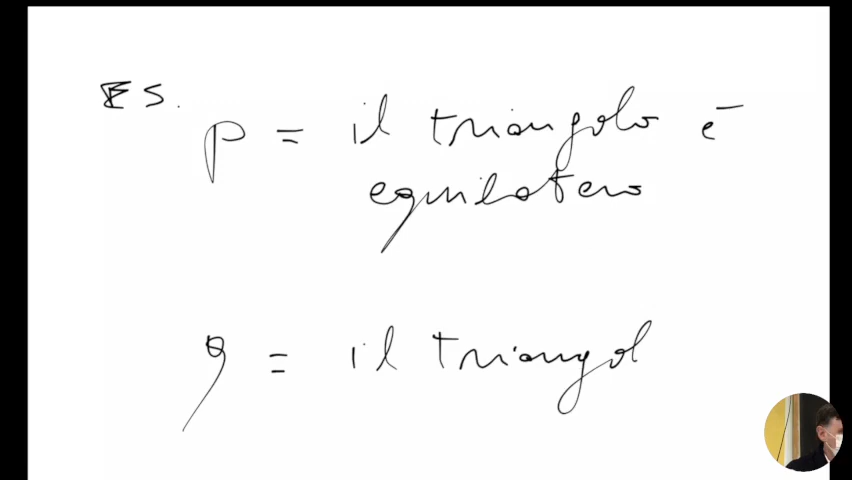 ES.
p = il triangolo è
equilatero
q = il triangol